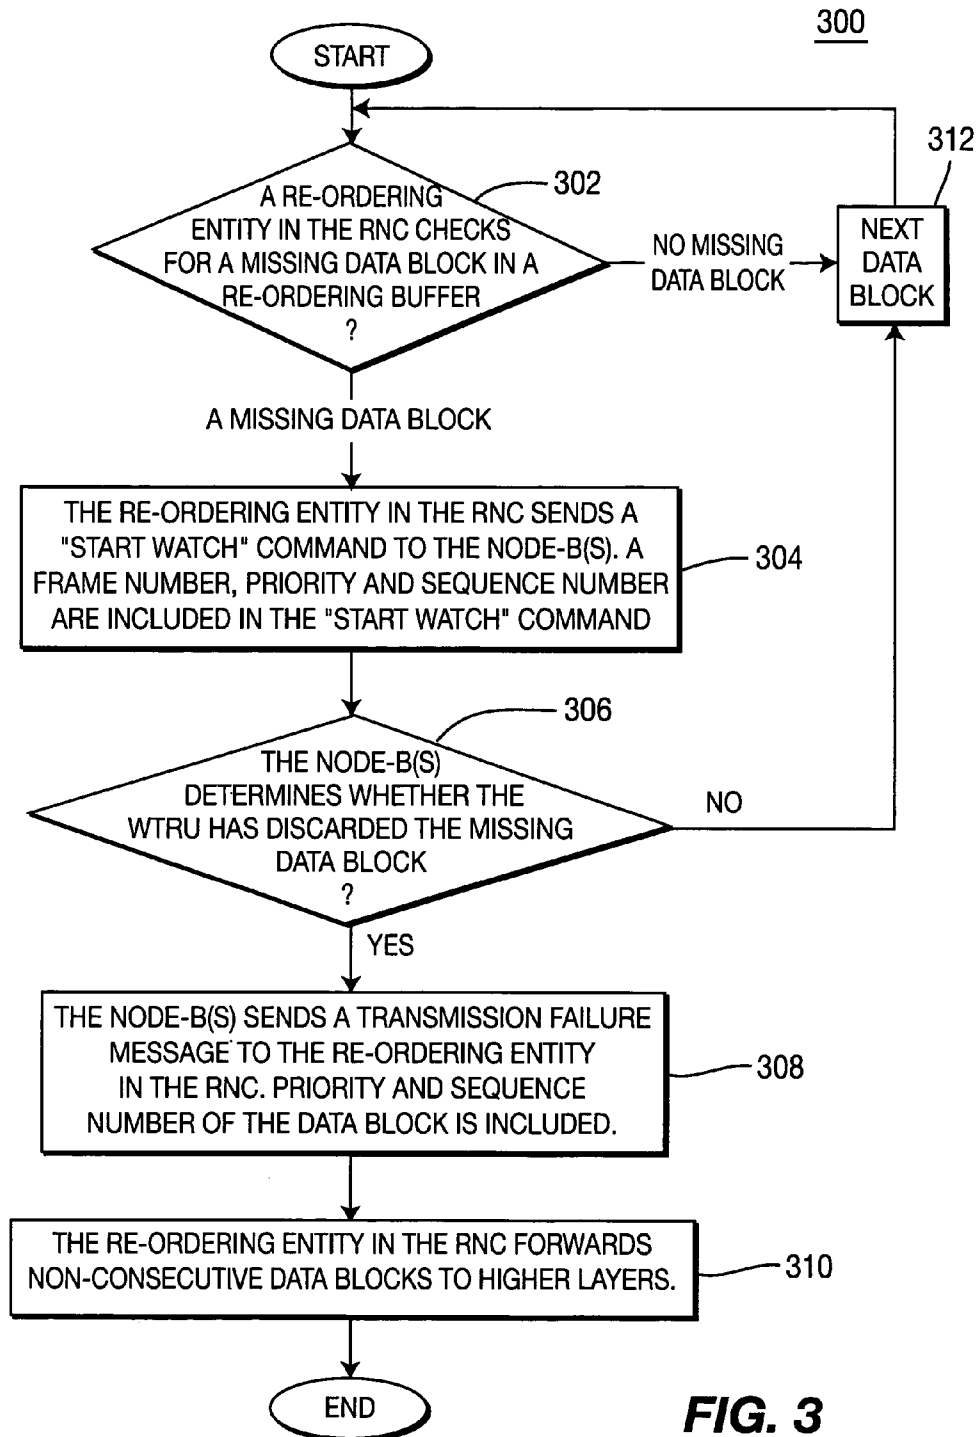 300
START
312
302
A RE-ORDERING
ENTITY IN THE RNC CHECKS
FOR A MISSING DATA BLOCK IN A
RE-ORDERING BUFFER
?
NO MISSING
DATA BLOCK
NEXT
DATA
BLOCK
A MISSING DATA BLOCK
THE RE-ORDERING ENTITY IN THE RNC SENDS A
"START WATCH" COMMAND TO THE NODE-B(S). A
FRAME NUMBER, PRIORITY AND SEQUENCE NUMBER
ARE INCLUDED IN THE "START WATCH" COMMAND
304
306
THE NODE-B(S)
DETERMINES WHETHER THE
WTRU HAS DISCARDED THE MISSING
DATA BLOCK
?
NO
YES
THE NODE-B(S) SENDS A TRANSMISSION FAILURE
MESSAGE TO THE RE-ORDERING ENTITY
IN THE RNC. PRIORITY AND SEQUENCE
NUMBER OF THE DATA BLOCK IS INCLUDED.
308
THE RE-ORDERING ENTITY IN THE RNC FORWARDS
NON-CONSECUTIVE DATA BLOCKS TO HIGHER LAYERS.
310
END
FIG. 3